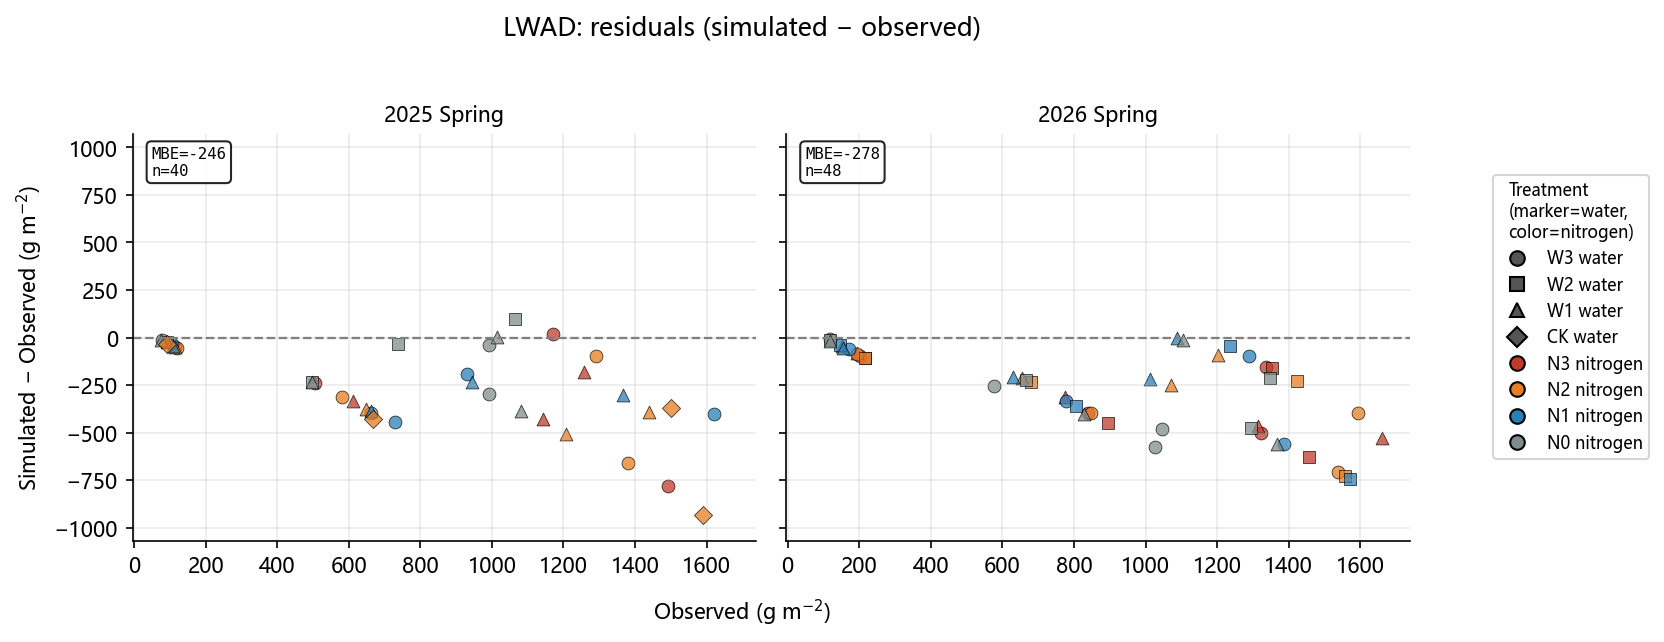 LWAD: residuals (simulated − observed)
2025 Spring
2026 Spring
MBE=-246
n=40
MBE=-278
n=48
1000
750
500
250
0
−250
−500
−750
−1000
Simulated − Observed (g m⁻²)
0 200 400 600 800 1000 1200 1400 1600
0 200 400 600 800 1000 1200 1400 1600
Observed (g m⁻²)
Treatment
(marker=water,
color=nitrogen)
W3 water
W2 water
W1 water
CK water
N3 nitrogen
N2 nitrogen
N1 nitrogen
N0 nitrogen